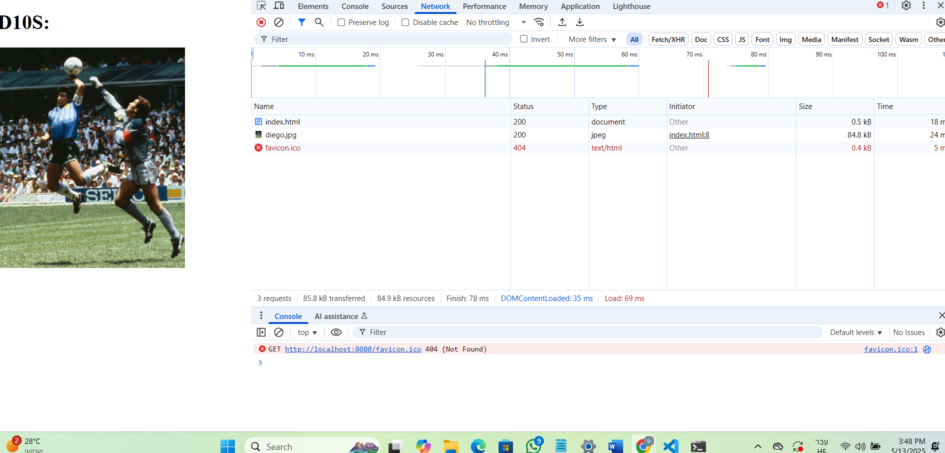 Elements Console Sources Network Performance Memory Application Lighthouse 1
D10S:
Preserve log Disable cache No throttling
Filter Invert More filters All Fetch/XHR Doc CSS JS Font Img Media Manifest Socket Wasm Other
10 ms 20 ms 30 ms 40 ms 50 ms 60 ms 70 ms 80 ms 90 ms 100 ms
Name Status Type Initiator Size Time
index.html 200 document Other 0.5 kB 18 m
diego.jpg 200 jpeg index.html:8 84.8 kB 24 m
favicon.ico 404 text/html Other 0.4 kB 5 m
SEIKO
3 requests 85.8 kB transferred 84.9 kB resources Finish: 78 ms DOMContentLoaded: 35 ms Load: 69 ms
Console AI assistance
top Filter Default levels No Issues
GET http://localhost:8080/favicon.ico 404 (Not Found) favicon.ico:1
2 28°C Search 9 עבר 3:48 PM
מעונן HE 5/13/2025